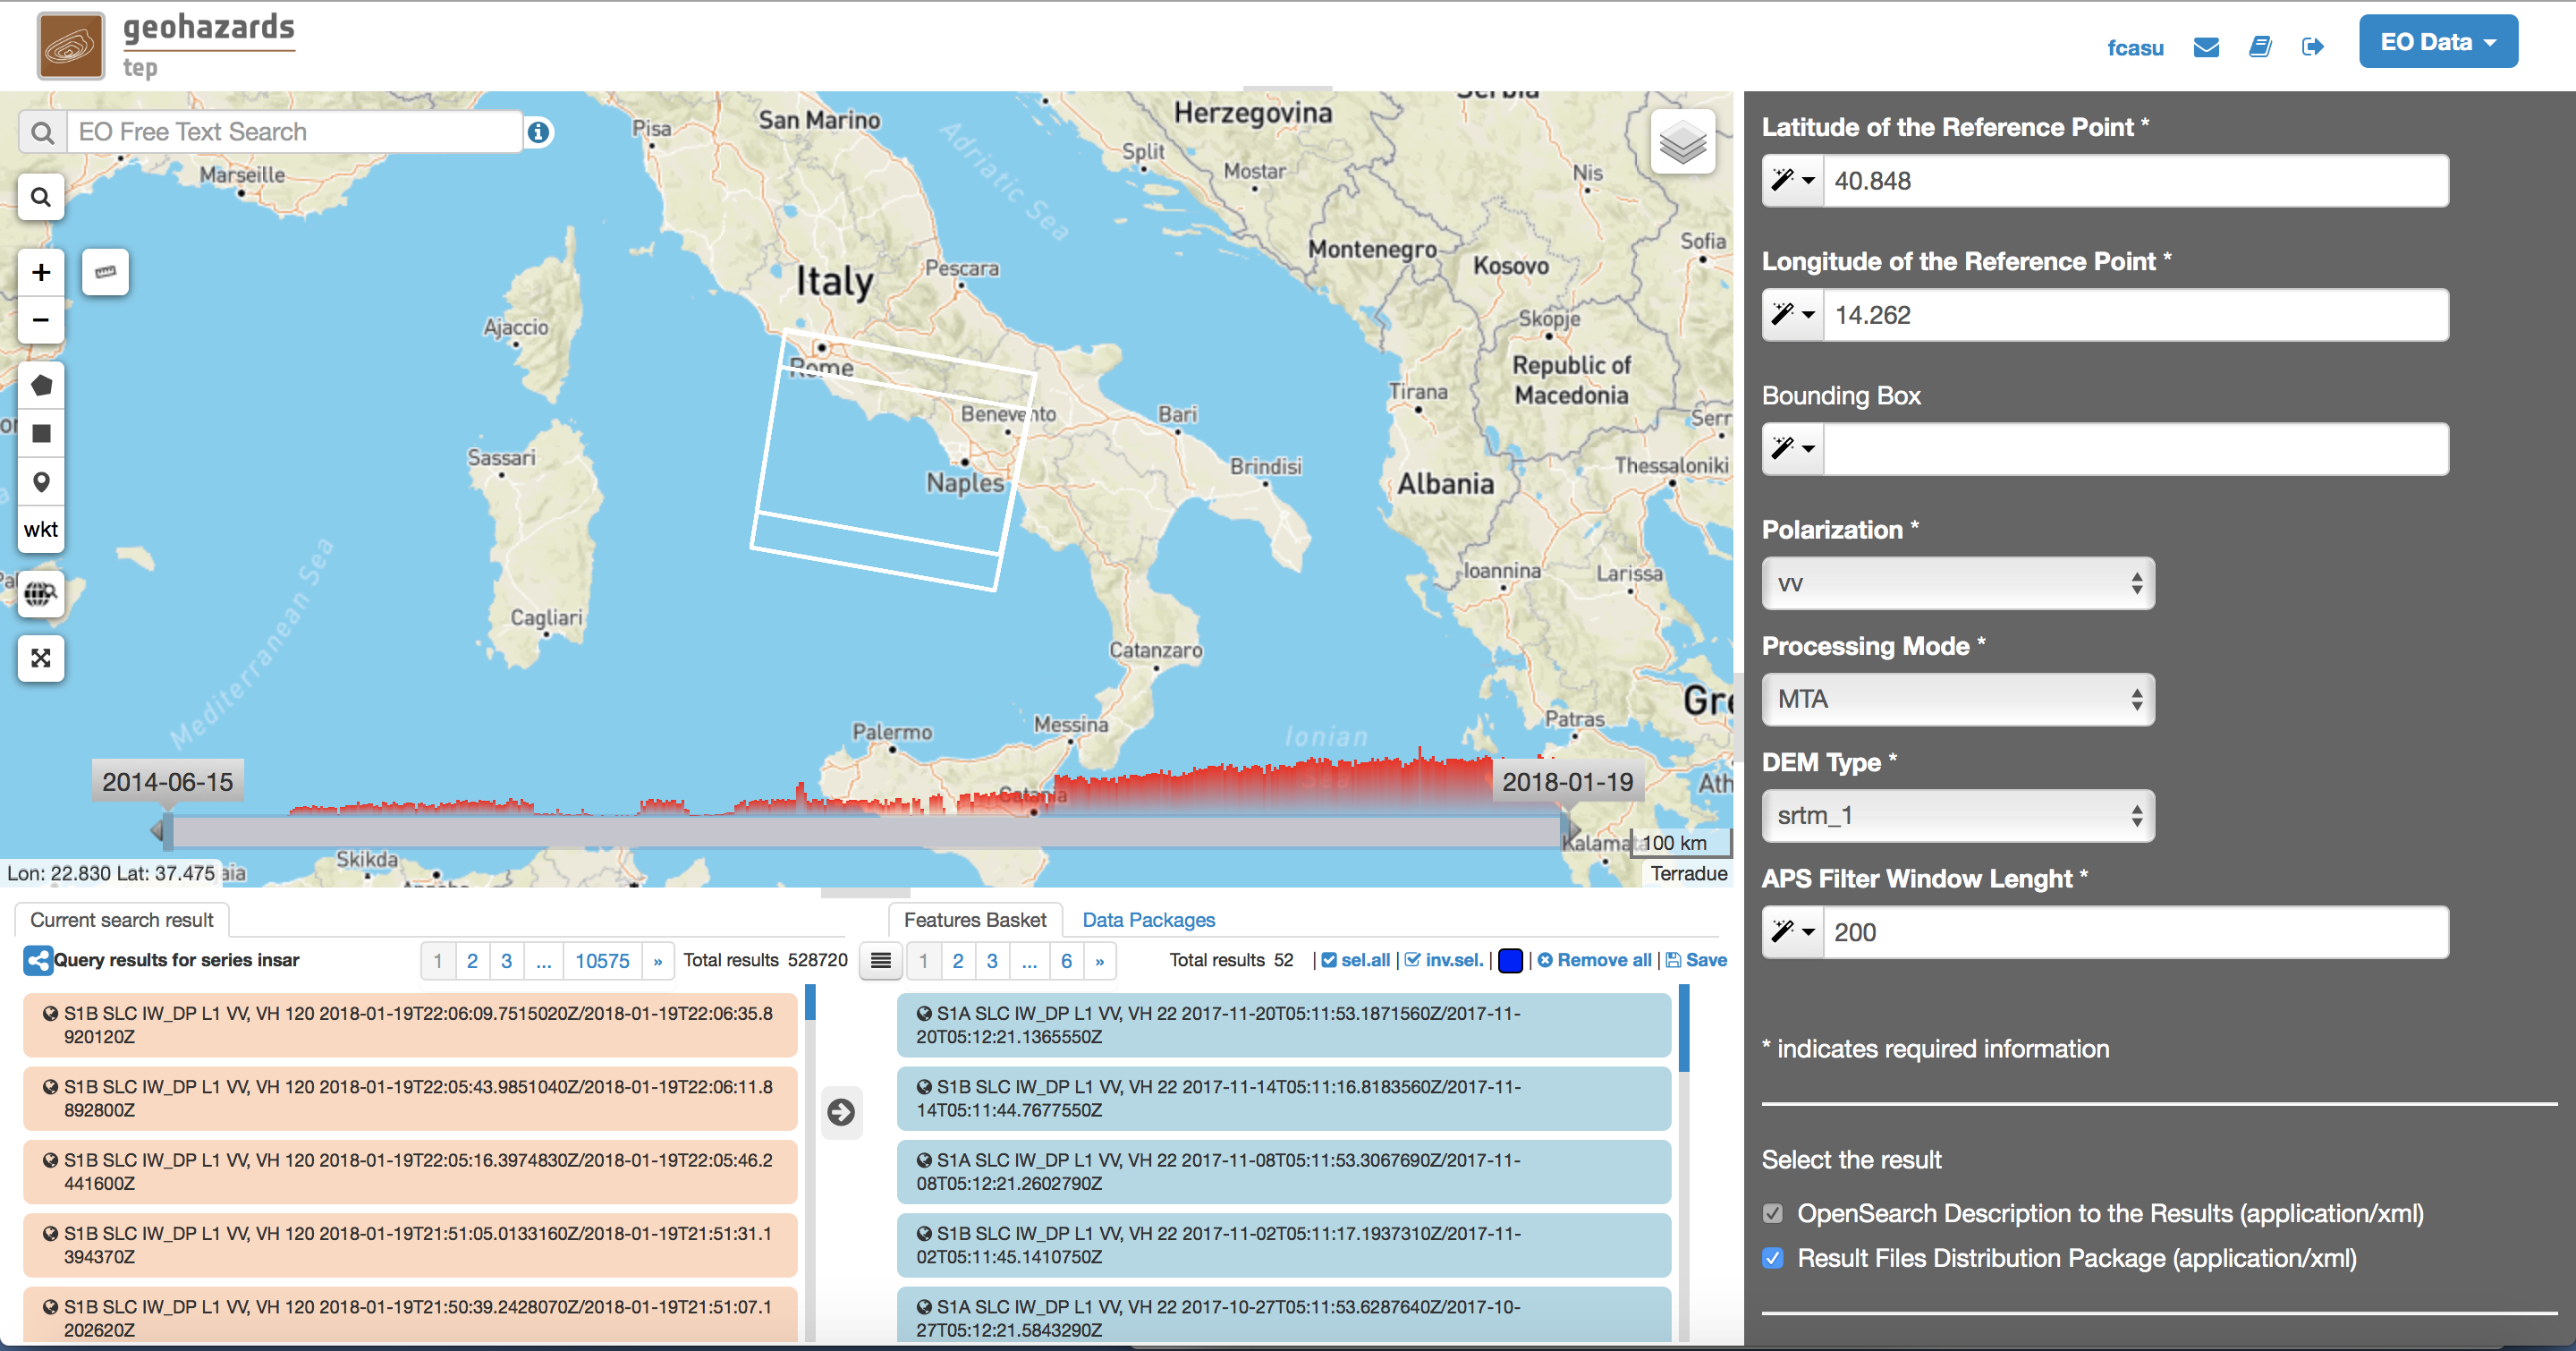 geohazards
tep
fcasu
EO Data
EO Free Text Search
Pisa
San Marino
Herzegovina
Marseille
Split
Mostar
Nis
Adriatic Sea
Montenegro
Kosovo
Sofia
Italy
Pescara
Ajaccio
Skopje
Rome
Republic of
Macedonia
Tirana
Benevento
Bari
Sassari
Naples
Brindisi
Albania
Thessaloniki
wkt
Ioannina
Larissa
Cagliari
Mediterranean Sea
Catanzaro
Palermo
Messina
Ionian
Sea
Patras
Catania
2014-06-15
2018-01-19
100 km
Skikda
Lon: 22.830 Lat: 37.475
Terradue
Latitude of the Reference Point *
40.848
Longitude of the Reference Point *
14.262
Bounding Box
Polarization *
vv
Processing Mode *
MTA
DEM Type *
srtm_1
APS Filter Window Lenght *
200
* indicates required information
Select the result
OpenSearch Description to the Results (application/xml)
Result Files Distribution Package (application/xml)
Current search result
Query results for series insar
1 2 3 ... 10575 » Total results 528720
S1B SLC IW_DP L1 VV, VH 120 2018-01-19T22:06:09.7515020Z/2018-01-19T22:06:35.8
920120Z
S1B SLC IW_DP L1 VV, VH 120 2018-01-19T22:05:43.9851040Z/2018-01-19T22:06:11.8
892800Z
S1B SLC IW_DP L1 VV, VH 120 2018-01-19T22:05:16.3974830Z/2018-01-19T22:05:46.2
441600Z
S1B SLC IW_DP L1 VV, VH 120 2018-01-19T21:51:05.0133160Z/2018-01-19T21:51:31.1
394370Z
S1B SLC IW_DP L1 VV, VH 120 2018-01-19T21:50:39.2428070Z/2018-01-19T21:51:07.1
202620Z
Features Basket Data Packages
1 2 3 ... 6 » Total results 52 | sel.all | inv.sel. | | Remove all | Save
S1A SLC IW_DP L1 VV, VH 22 2017-11-20T05:11:53.1871560Z/2017-11-
20T05:12:21.1365550Z
S1B SLC IW_DP L1 VV, VH 22 2017-11-14T05:11:16.8183560Z/2017-11-
14T05:11:44.7677550Z
S1A SLC IW_DP L1 VV, VH 22 2017-11-08T05:11:53.3067690Z/2017-11-
08T05:12:21.2602790Z
S1B SLC IW_DP L1 VV, VH 22 2017-11-02T05:11:17.1937310Z/2017-11-
02T05:11:45.1410750Z
S1A SLC IW_DP L1 VV, VH 22 2017-10-27T05:11:53.6287640Z/2017-10-
27T05:12:21.5843290Z